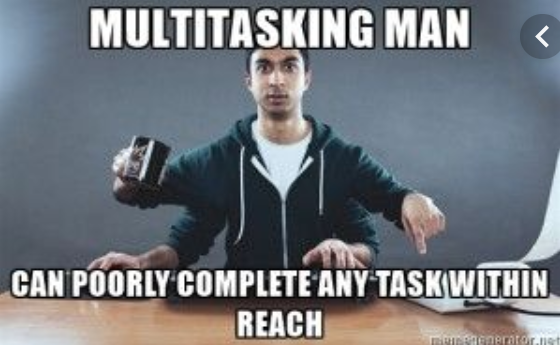 MULTITASKING MAN
CAN POORLY COMPLETE ANY TASK WITHIN
REACH
memegenerator.net